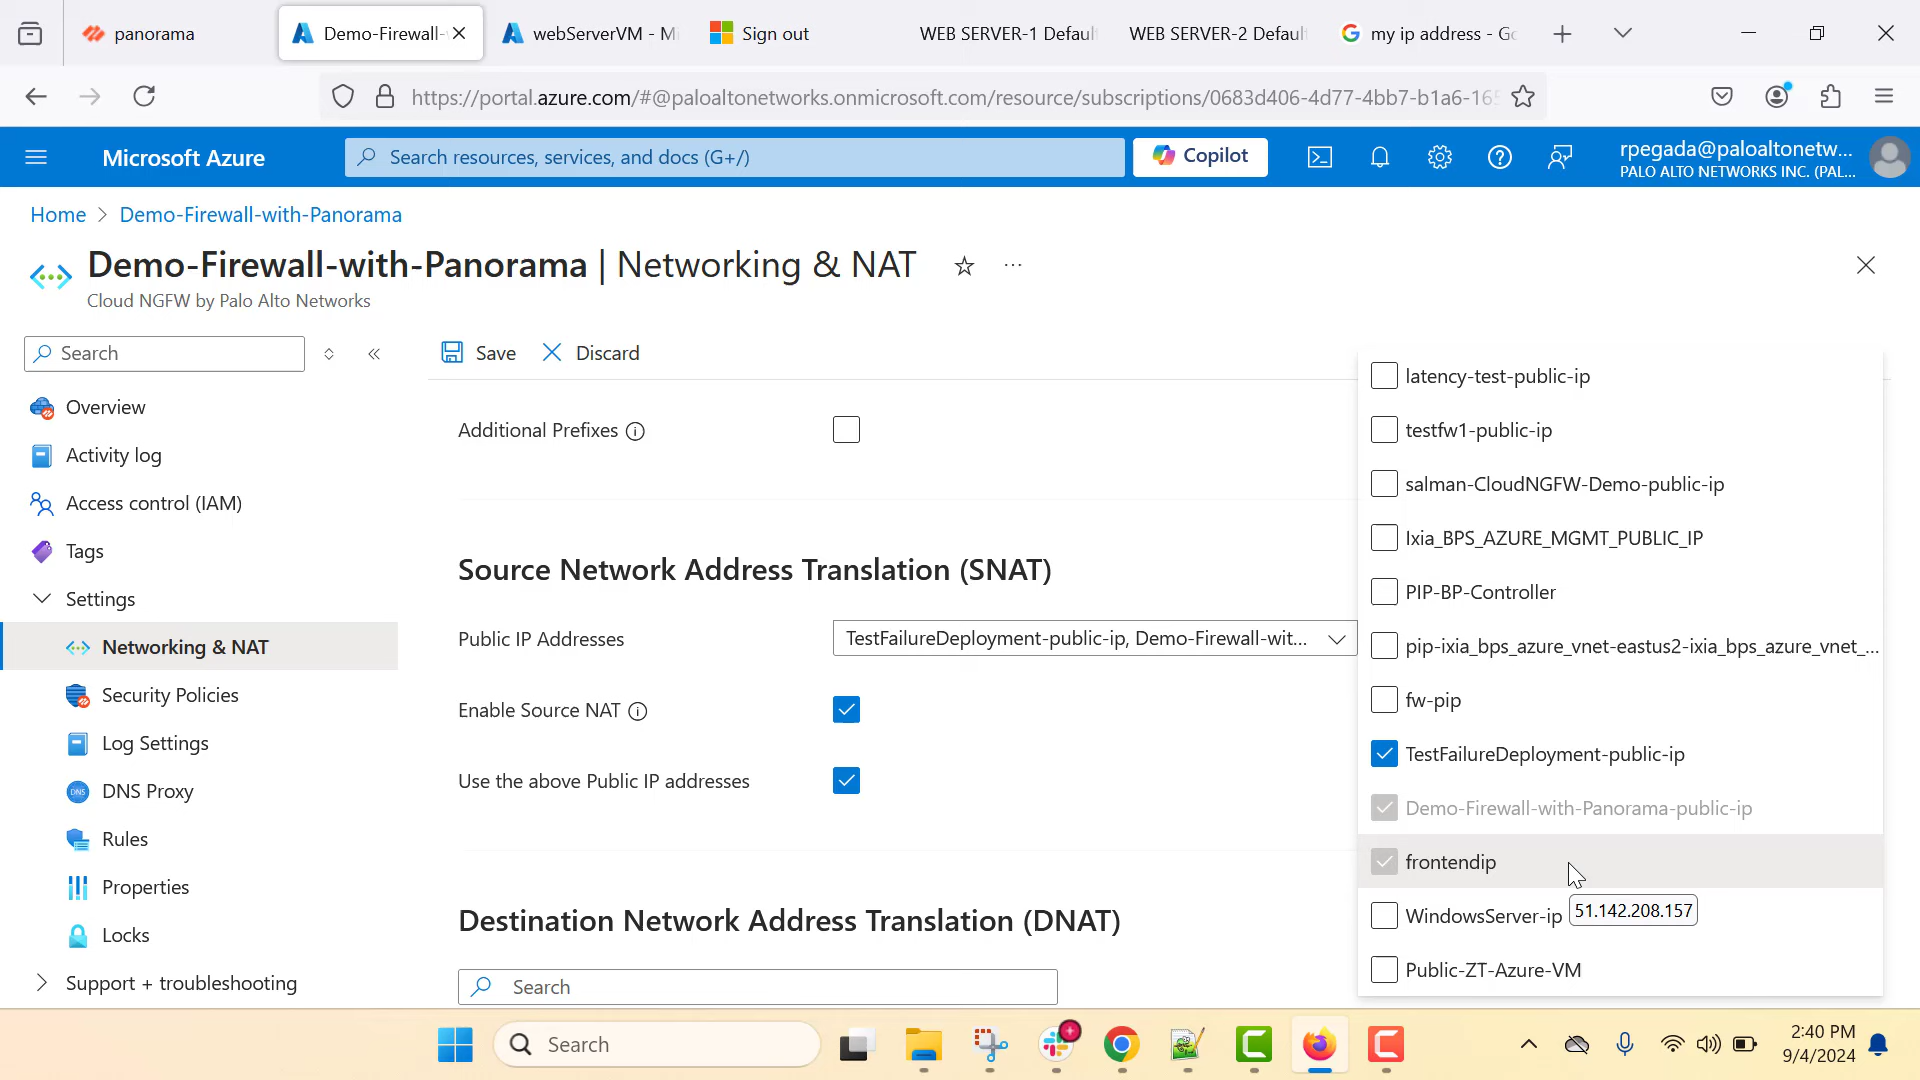 panorama
Demo-Firewall-
webServerVM - Mi
Sign out
WEB SERVER-1 Default
WEB SERVER-2 Default
my ip address - Go
https://portal.azure.com/#@paloaltonetworks.onmicrosoft.com/resource/subscriptions/0683d406-4d77-4bb7-b1a6-165
Microsoft Azure
Search resources, services, and docs (G+/)
Copilot
rpegada@paloaltonetw...
PALO ALTO NETWORKS INC. (PAL...
Home > Demo-Firewall-with-Panorama
Demo-Firewall-with-Panorama | Networking & NAT
Cloud NGFW by Palo Alto Networks
Search
Overview
Activity log
Access control (IAM)
Tags
Settings
Networking & NAT
Security Policies
Log Settings
DNS
DNS Proxy
Rules
Properties
Locks
Support + troubleshooting
Save
Discard
Additional Prefixes
Source Network Address Translation (SNAT)
Public IP Addresses
TestFailureDeployment-public-ip, Demo-Firewall-wit...
Enable Source NAT
Use the above Public IP addresses
Destination Network Address Translation (DNAT)
Search
latency-test-public-ip
testfw1-public-ip
salman-CloudNGFW-Demo-public-ip
Ixia_BPS_AZURE_MGMT_PUBLIC_IP
PIP-BP-Controller
pip-ixia_bps_azure_vnet-eastus2-ixia_bps_azure_vnet_...
fw-pip
TestFailureDeployment-public-ip
Demo-Firewall-with-Panorama-public-ip
frontendip
WindowsServer-ip
51.142.208.157
Public-ZT-Azure-VM
Search
2:40 PM
9/4/2024